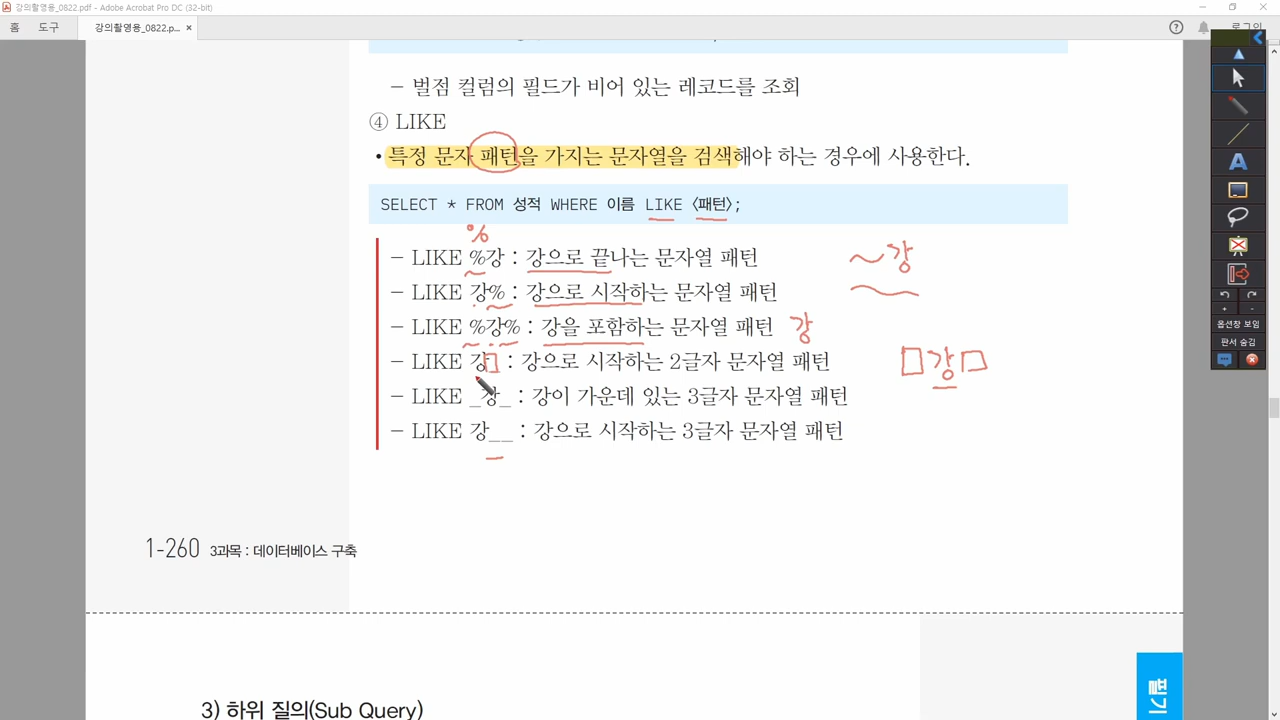 강의촬영용_0822.pdf - Adobe Acrobat Pro DC (32-bit)
홈 도구 강의촬영용_0822.p... × 로그인
- 벌점 컬럼의 필드가 비어 있는 레코드를 조회
④ LIKE
• 특정 문자 패턴을 가지는 문자열을 검색해야 하는 경우에 사용한다.
SELECT * FROM 성적 WHERE 이름 LIKE 〈패턴〉;
%
- LIKE %강 : 강으로 끝나는 문자열 패턴 ~강
- LIKE 강% : 강으로 시작하는 문자열 패턴
- LIKE %강% : 강을 포함하는 문자열 패턴 강
- LIKE 강□ : 강으로 시작하는 2글자 문자열 패턴 □강□
- LIKE _강_ : 강이 가운데 있는 3글자 문자열 패턴
- LIKE 강__ : 강으로 시작하는 3글자 문자열 패턴
옵션창 보임
판서 숨김
1-260 3과목 : 데이터베이스 구축
필기
3) 하위 질의(Sub Query)